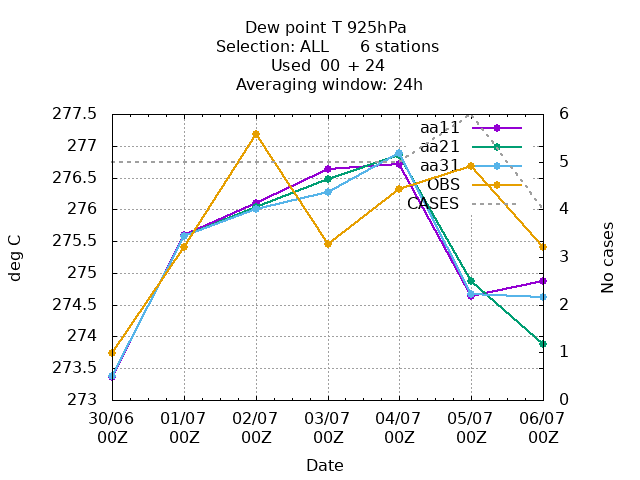 Dew point T 925hPa
Selection: ALL 6 stations
Used 00 + 24
Averaging window: 24h
277.5
277
276.5
276
275.5
275
274.5
274
273.5
273
6
5
4
3
2
1
0
aa11
aa21
aa31
OBS
CASES
deg C
No cases
30/06 01/07 02/07 03/07 04/07 05/07 06/07
00Z 00Z 00Z 00Z 00Z 00Z 00Z
Date